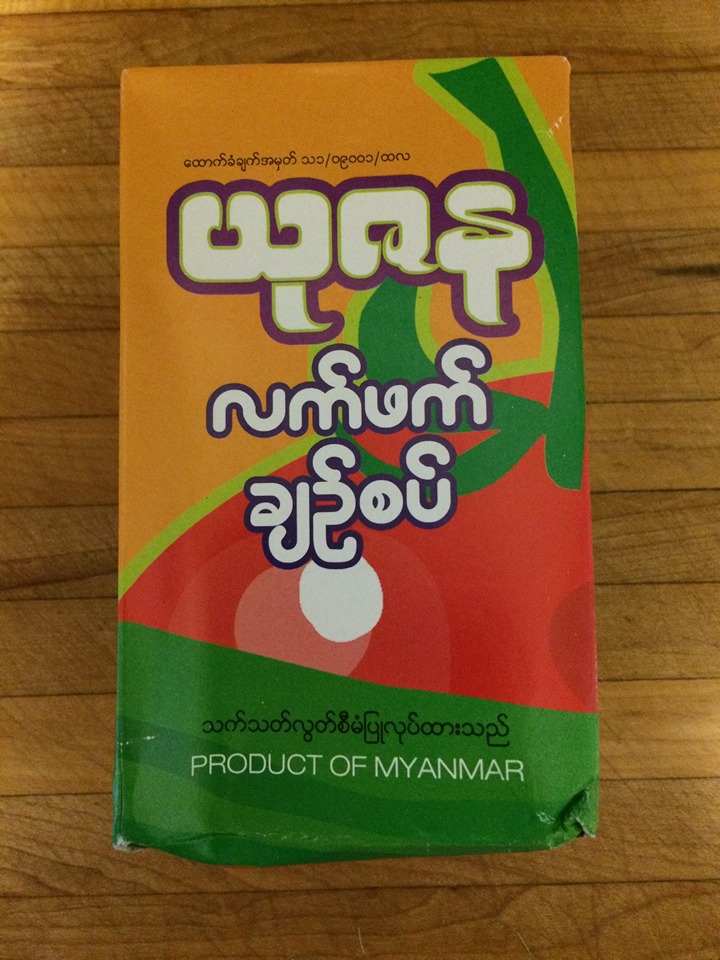 ထောက်ခံချက်အမှတ် သ၁/၀၉၀၀၁/ထလ
ယုဇန
လက်ဖက်
ချဉ်စပ်
သက်သတ်လွတ်စီမံပြုလုပ်ထားသည်
PRODUCT OF MYANMAR